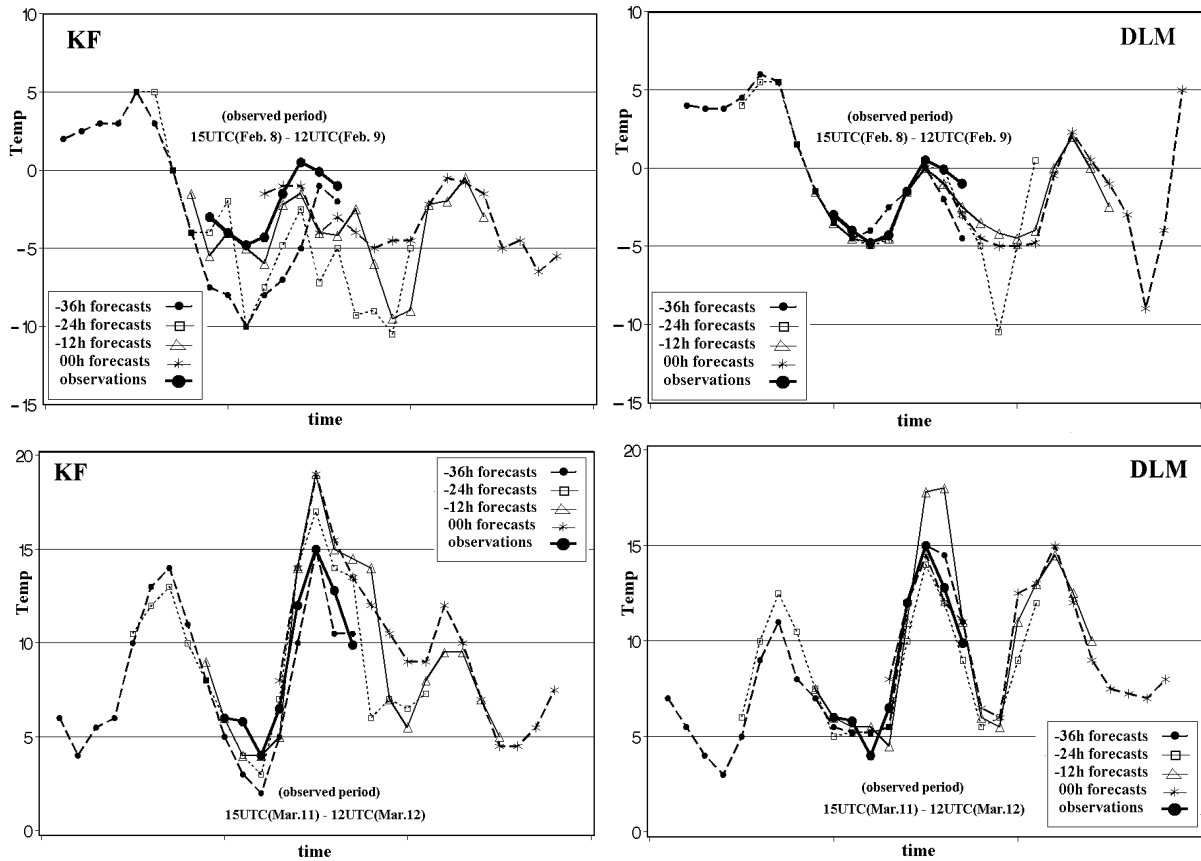 KF
Temp
10
5
0
-5
-10
-15
(observed period)
15UTC(Feb. 8) - 12UTC(Feb. 9)
-36h forecasts
-24h forecasts
-12h forecasts
00h forecasts
observations
time
DLM
Temp
10
5
0
-5
-10
-15
(observed period)
15UTC(Feb. 8) - 12UTC(Feb. 9)
-36h forecasts
-24h forecasts
-12h forecasts
00h forecasts
observations
time
KF
Temp
20
15
10
5
0
-36h forecasts
-24h forecasts
-12h forecasts
00h forecasts
observations
(observed period)
15UTC(Mar.11) - 12UTC(Mar.12)
time
DLM
Temp
20
15
10
5
0
(observed period)
15UTC(Mar.11) - 12UTC(Mar.12)
-36h forecasts
-24h forecasts
-12h forecasts
00h forecasts
observations
time